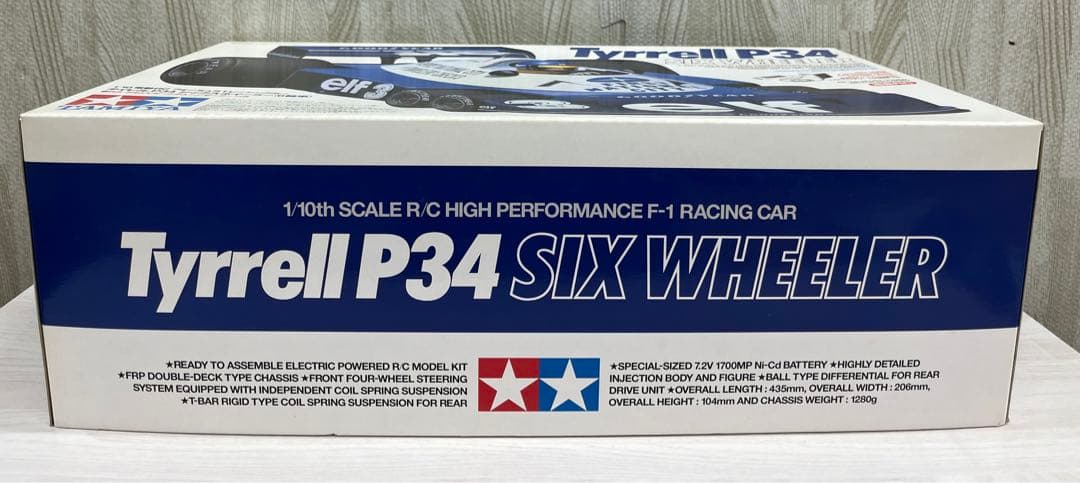 GOODYEAR
Tyrrell P34
elf 3
elf
GOODYEAR
1/10th SCALE R/C HIGH PERFORMANCE F-1 RACING CAR
Tyrrell P34 SIX WHEELER
★READY TO ASSEMBLE ELECTRIC POWERED R/C MODEL KIT
★FRP DOUBLE-DECK TYPE CHASSIS ★FRONT FOUR-WHEEL STEERING
SYSTEM EQUIPPED WITH INDEPENDENT COIL SPRING SUSPENSION
★T-BAR RIGID TYPE COIL SPRING SUSPENSION FOR REAR
★SPECIAL-SIZED 7.2V 1700MP Ni-Cd BATTERY ★HIGHLY DETAILED
INJECTION BODY AND FIGURE ★BALL TYPE DIFFERENTIAL FOR REAR
DRIVE UNIT ★OVERALL LENGTH : 435mm, OVERALL WIDTH : 206mm,
OVERALL HEIGHT : 104mm AND CHASSIS WEIGHT : 1280g